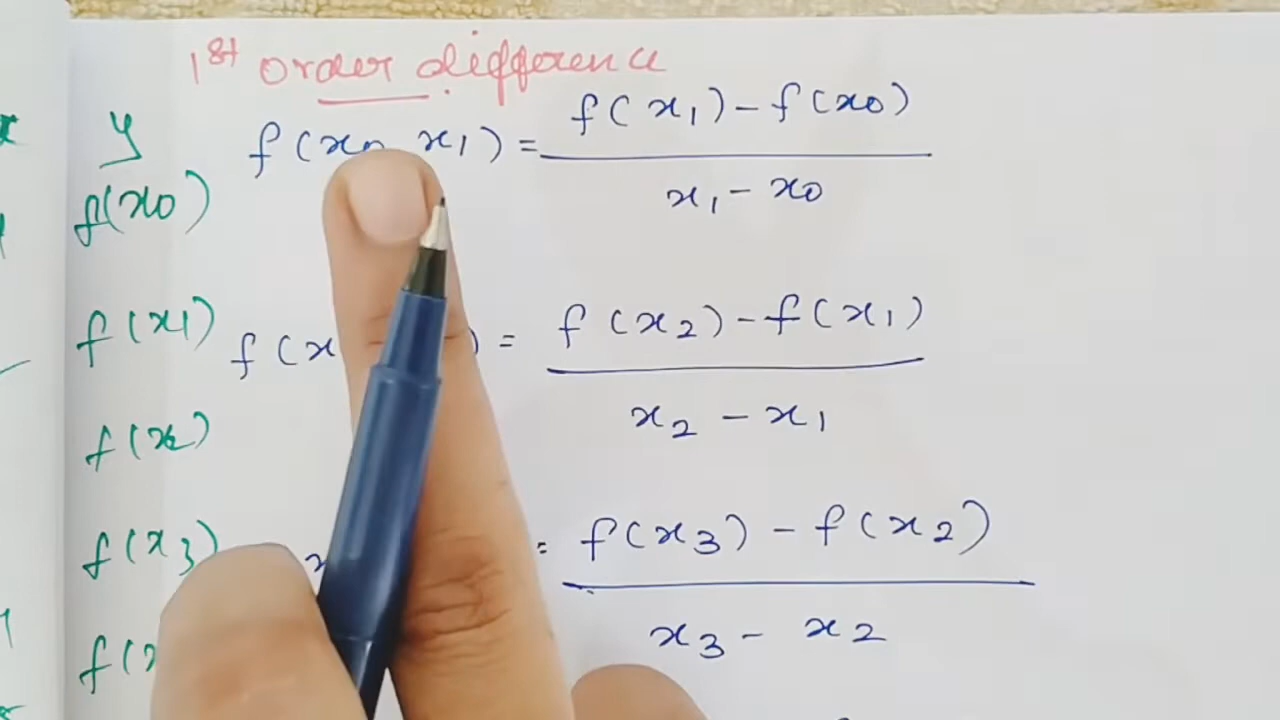 1st order difference
y
f(x0, x1) = f(x1) - f(x0)
x1 - x0
f(x0)
f(x1)
f(x ) = f(x2) - f(x1)
x2 - x1
f(x2)
f(x3)
= f(x3) - f(x2)
x3 - x2
f(x